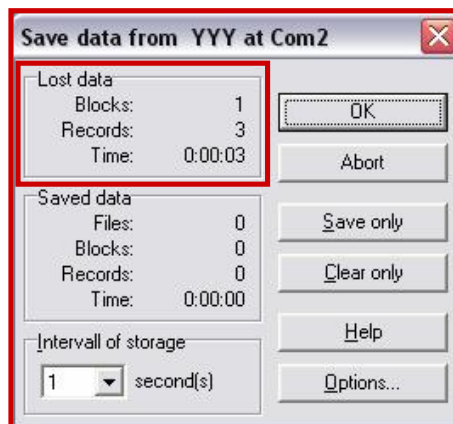 Save data from YYY at Com2
Lost data
Blocks: 1
Records: 3
Time: 0:00:03
Saved data
Files: 0
Blocks: 0
Records: 0
Time: 0:00:00
Intervall of storage
1 second(s)
OK
Abort
Save only
Clear only
Help
Options...